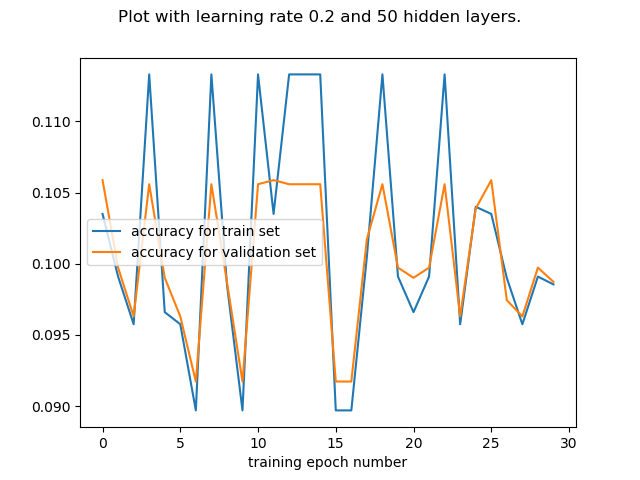 Plot with learning rate 0.2 and 50 hidden layers.
0.110
0.105
0.100
0.095
0.090
accuracy for train set
accuracy for validation set
0 5 10 15 20 25 30
training epoch number